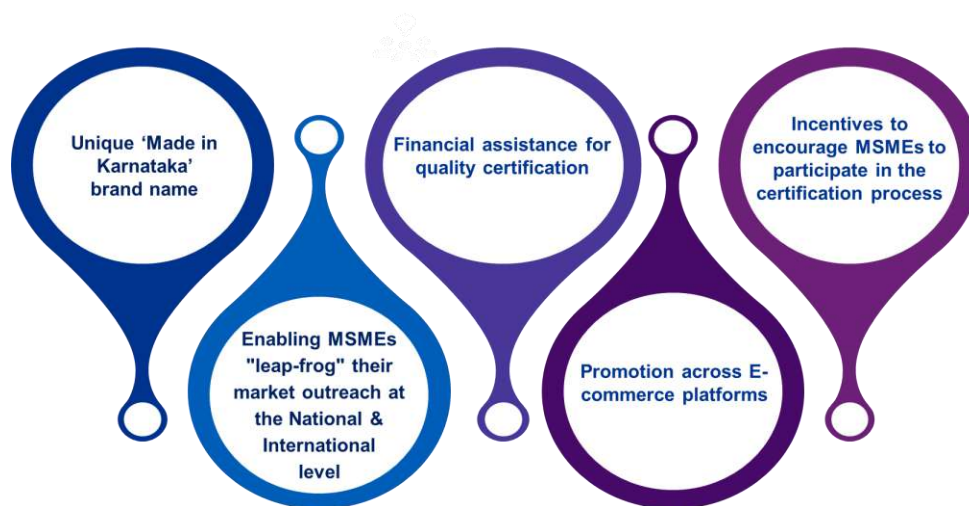 Unique ‘Made in
Karnataka’
brand name
Enabling MSMEs
"leap-frog" their
market outreach at
the National &
International
level
Financial assistance for
quality certification
Promotion across E-
commerce platforms
Incentives to
encourage MSMEs to
participate in the
certification process